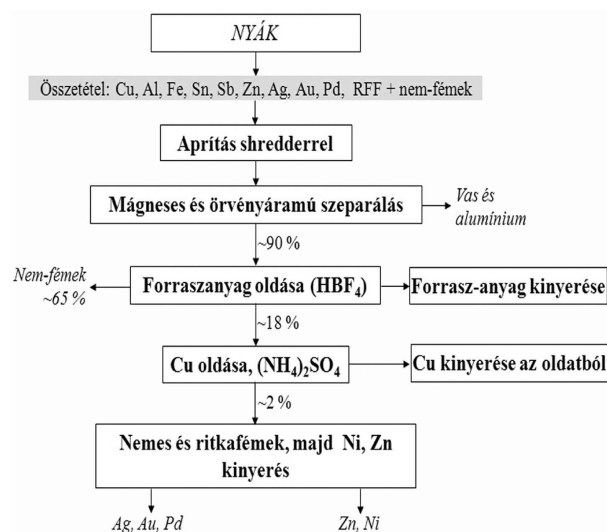 NYÁK
Összetétel: Cu, Al, Fe, Sn, Sb, Zn, Ag, Au, Pd, RFF + nem-fémek
Aprítás shredderrel
Mágneses és örvényáramú szeparálás
Vas és
alumínium
~90 %
Nem-fémek
~65 %
Forraszanyag oldása (HBF₄)
Forrasz-anyag kinyerése
~18 %
Cu oldása, (NH₄)₂SO₄
Cu kinyerése az oldatból
~2 %
Nemes és ritkafémek, majd Ni, Zn
kinyerés
Ag, Au, Pd
Zn, Ni